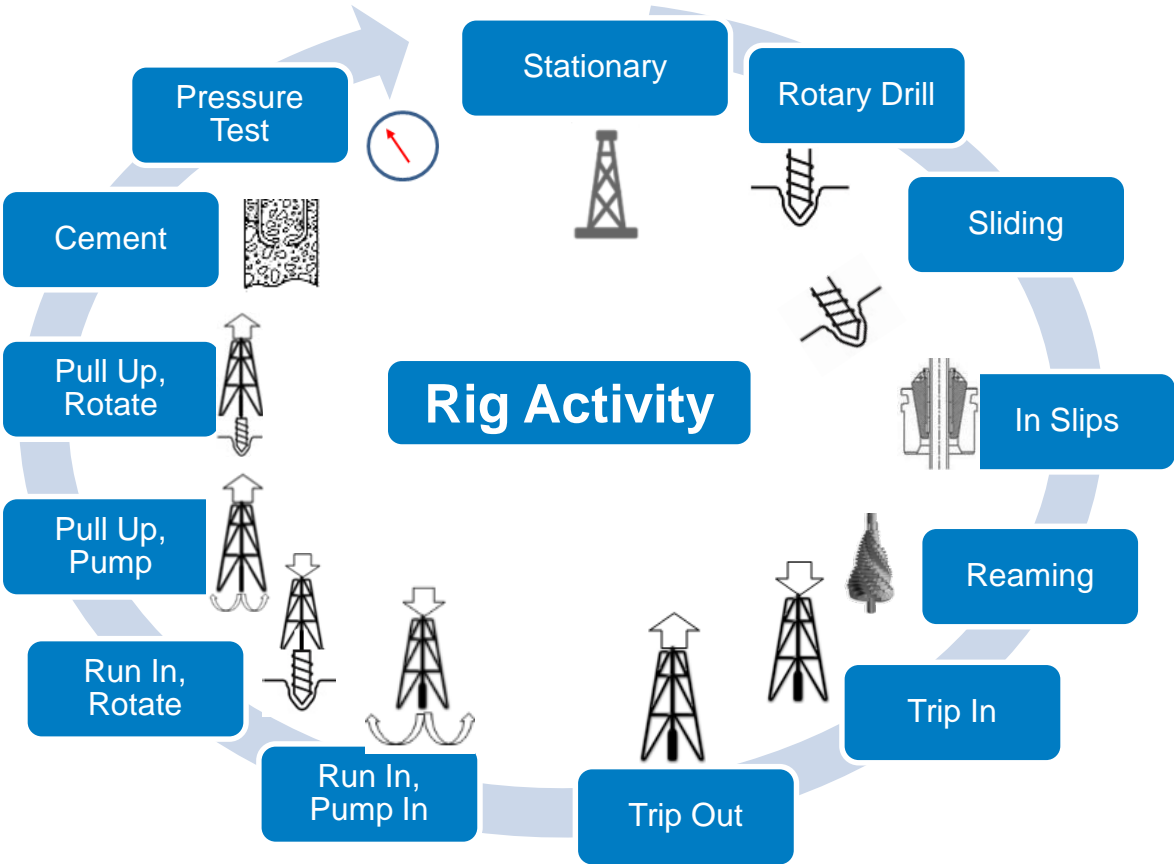 Stationary
Rotary Drill
Sliding
In Slips
Reaming
Trip In
Trip Out
Run In,
Pump In
Run In,
Rotate
Pull Up,
Pump
Pull Up,
Rotate
Cement
Pressure
Test
Rig Activity